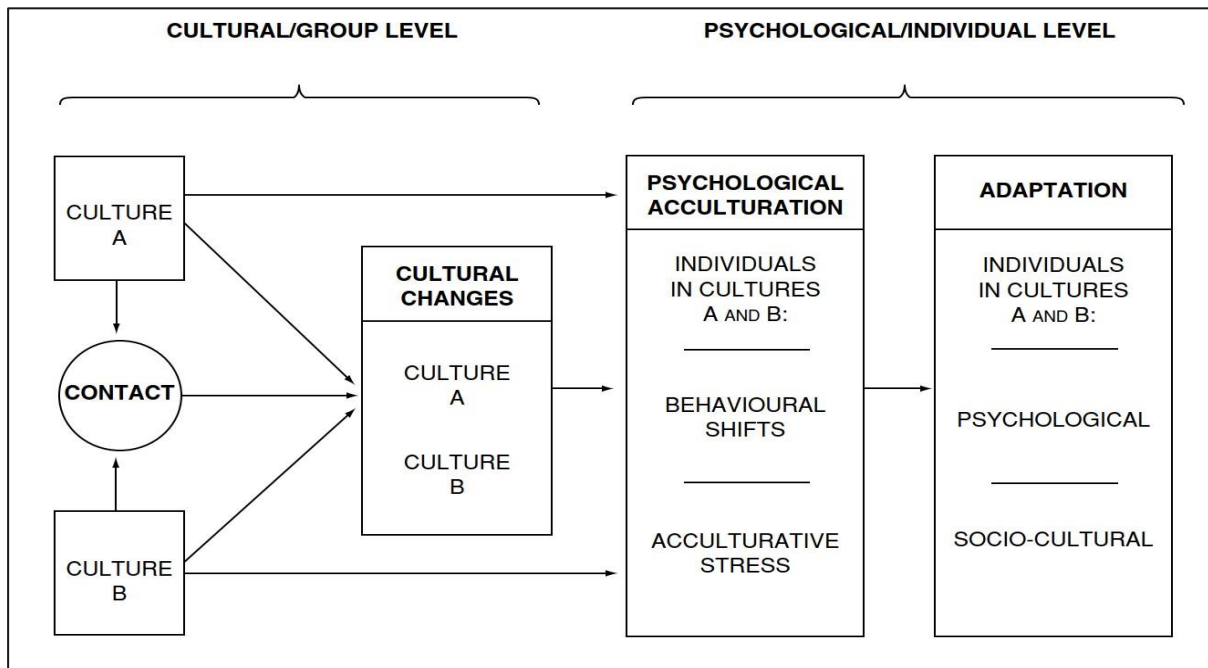 CULTURAL/GROUP LEVEL
PSYCHOLOGICAL/INDIVIDUAL LEVEL
CULTURE
A
CONTACT
CULTURE
B
CULTURAL
CHANGES
CULTURE
A
CULTURE
B
PSYCHOLOGICAL
ACCULTURATION
INDIVIDUALS
IN CULTURES
A AND B:
BEHAVIOURAL
SHIFTS
ACCULTURATIVE
STRESS
ADAPTATION
INDIVIDUALS
IN CULTURES
A AND B:
PSYCHOLOGICAL
SOCIO-CULTURAL